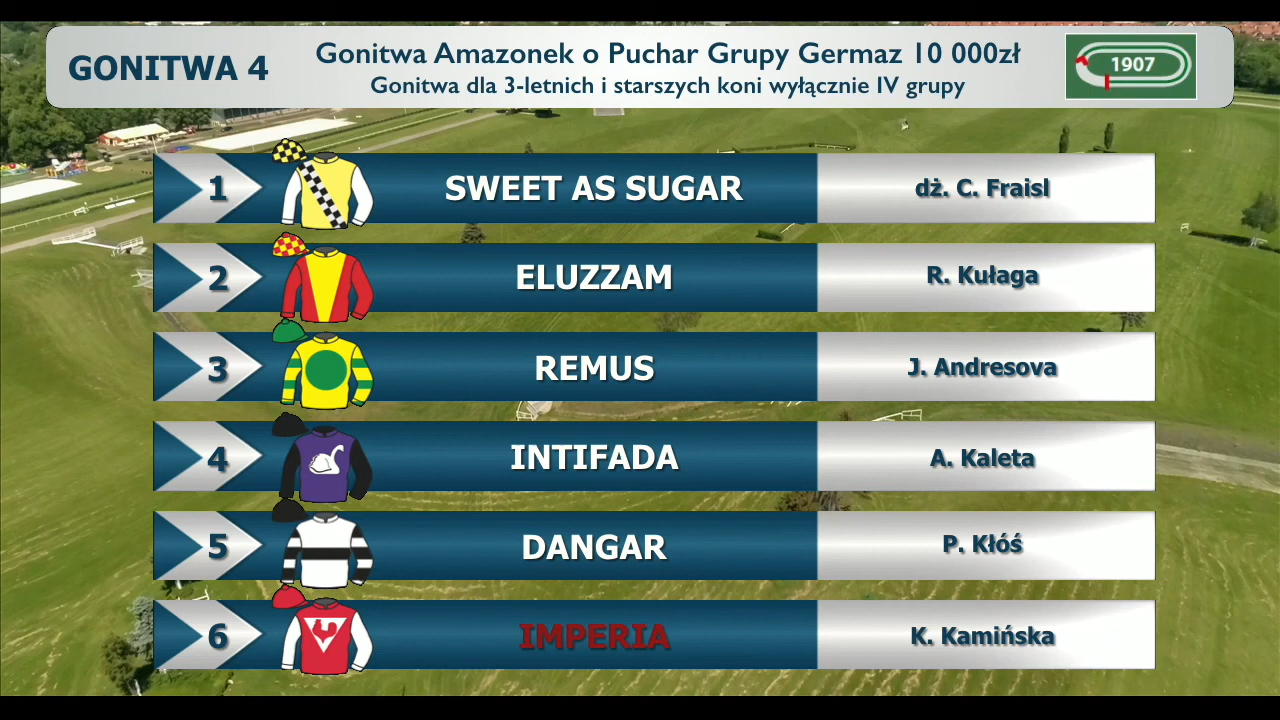 GONITWA 4
Gonitwa Amazonek o Puchar Grupy Germaz 10 000zł
Gonitwa dla 3-letnich i starszych koni wyłącznie IV grupy
1907
1 SWEET AS SUGAR dż. C. Fraisl
2 ELUZZAM R. Kułaga
3 REMUS J. Andresova
4 INTIFADA A. Kaleta
5 DANGAR P. Kłóś
6 IMPERIA K. Kamińska